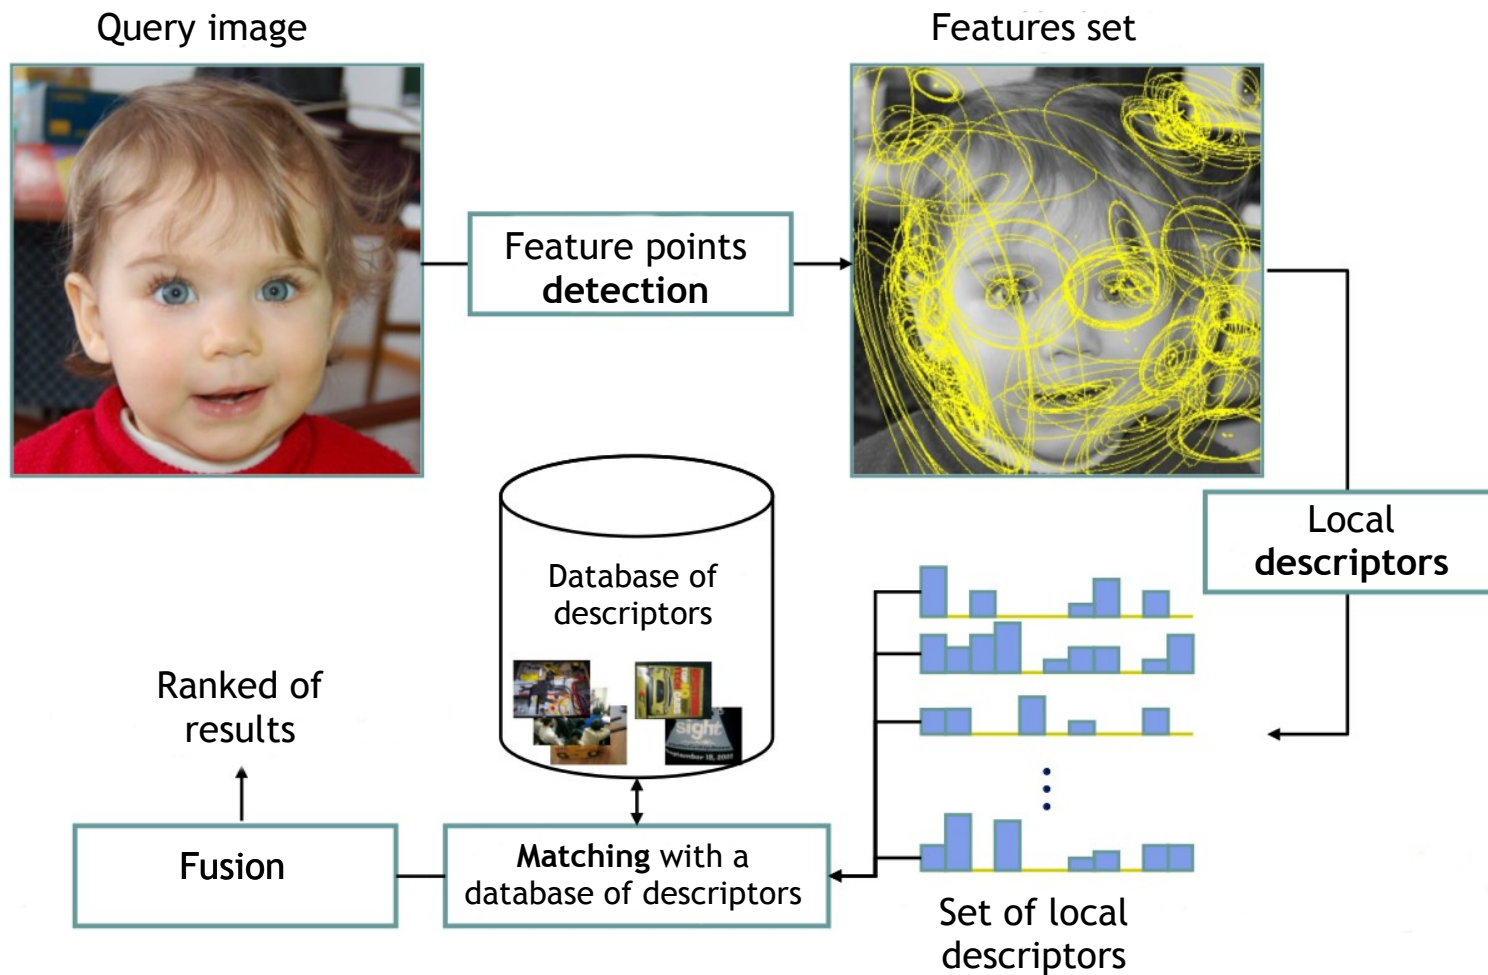 Query image
Features set
Feature points
detection
Local
descriptors
Database of
descriptors
sight
Ranked of
results
Fusion
Matching with a
database of descriptors
Set of local
descriptors